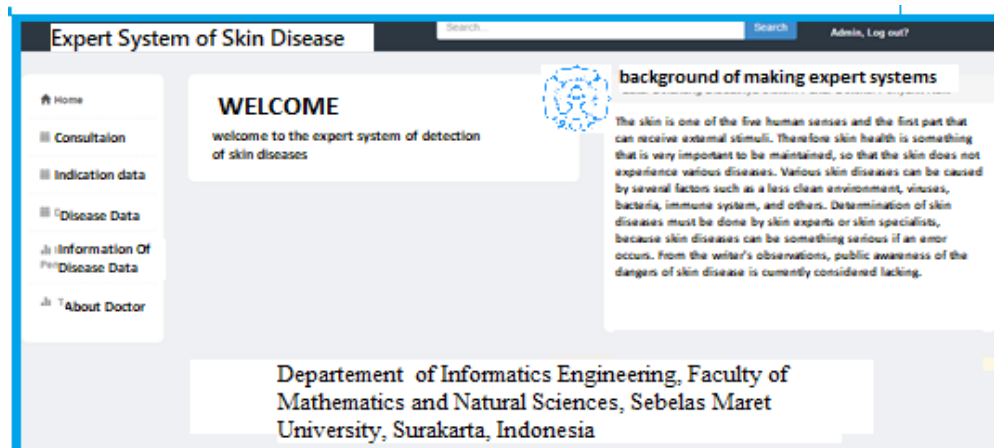 Expert System of Skin Disease
Search...
Search
Admin, Log out?
Home
Consultaion
Indication data
Disease Data
Information Of
Disease Data
About Doctor
WELCOME
welcome to the expert system of detection
of skin diseases
background of making expert systems
The skin is one of the five human senses and the first part that
can receive external stimuli. Therefore skin health is something
that is very important to be maintained, so that the skin does not
experience various diseases. Various skin diseases can be caused
by several factors such as a less clean environment, viruses,
bacteria, immune system, and others. Determination of skin
diseases must be done by skin experts or skin specialists,
because skin diseases can be something serious if an error
occurs. From the writer's observations, public awareness of the
dangers of skin disease is currently considered lacking.
Departement of Informatics Engineering, Faculty of
Mathematics and Natural Sciences, Sebelas Maret
University, Surakarta, Indonesia